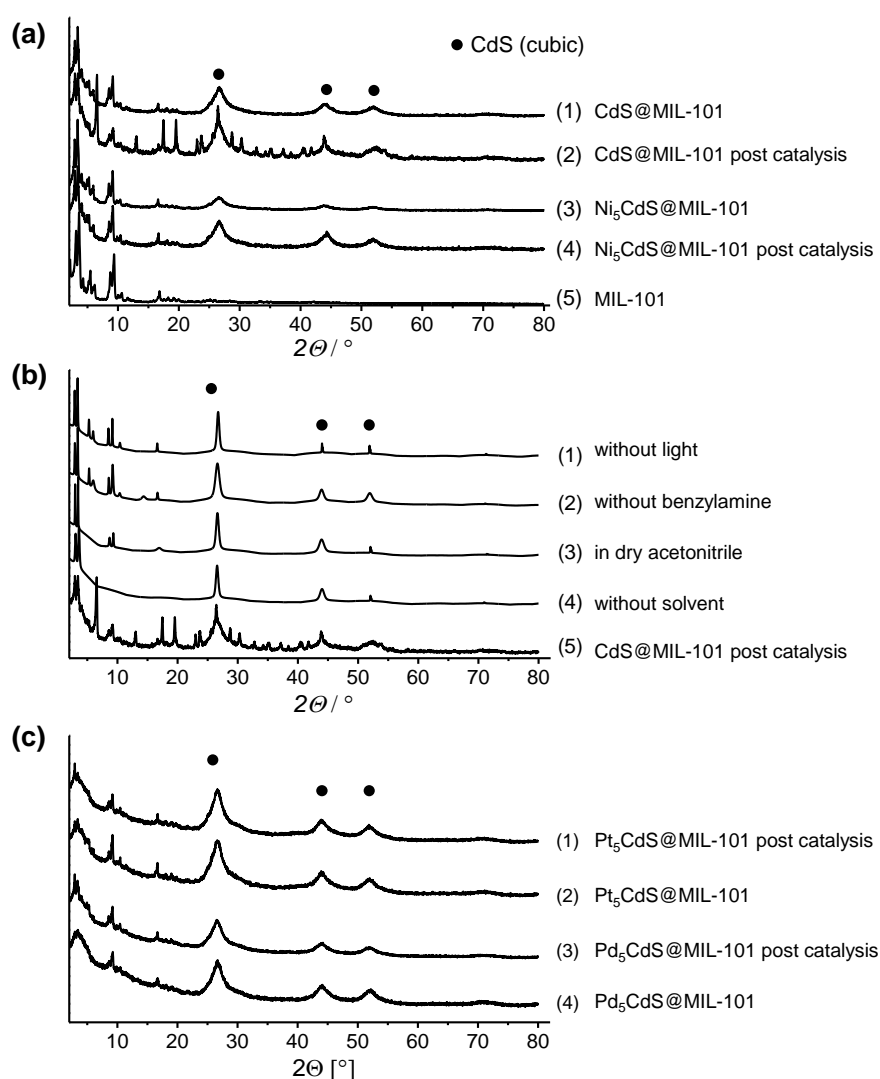 (a)
● CdS (cubic)
(1) CdS@MIL-101
(2) CdS@MIL-101 post catalysis
(3) Ni₅CdS@MIL-101
(4) Ni₅CdS@MIL-101 post catalysis
(5) MIL-101
10 20 30 40 50 60 70 80
2Θ / °
(b)
(1) without light
(2) without benzylamine
(3) in dry acetonitrile
(4) without solvent
(5) CdS@MIL-101 post catalysis
10 20 30 40 50 60 70 80
2Θ / °
(c)
(1) Pt₅CdS@MIL-101 post catalysis
(2) Pt₅CdS@MIL-101
(3) Pd₅CdS@MIL-101 post catalysis
(4) Pd₅CdS@MIL-101
10 20 30 40 50 60 70 80
2Θ [°]